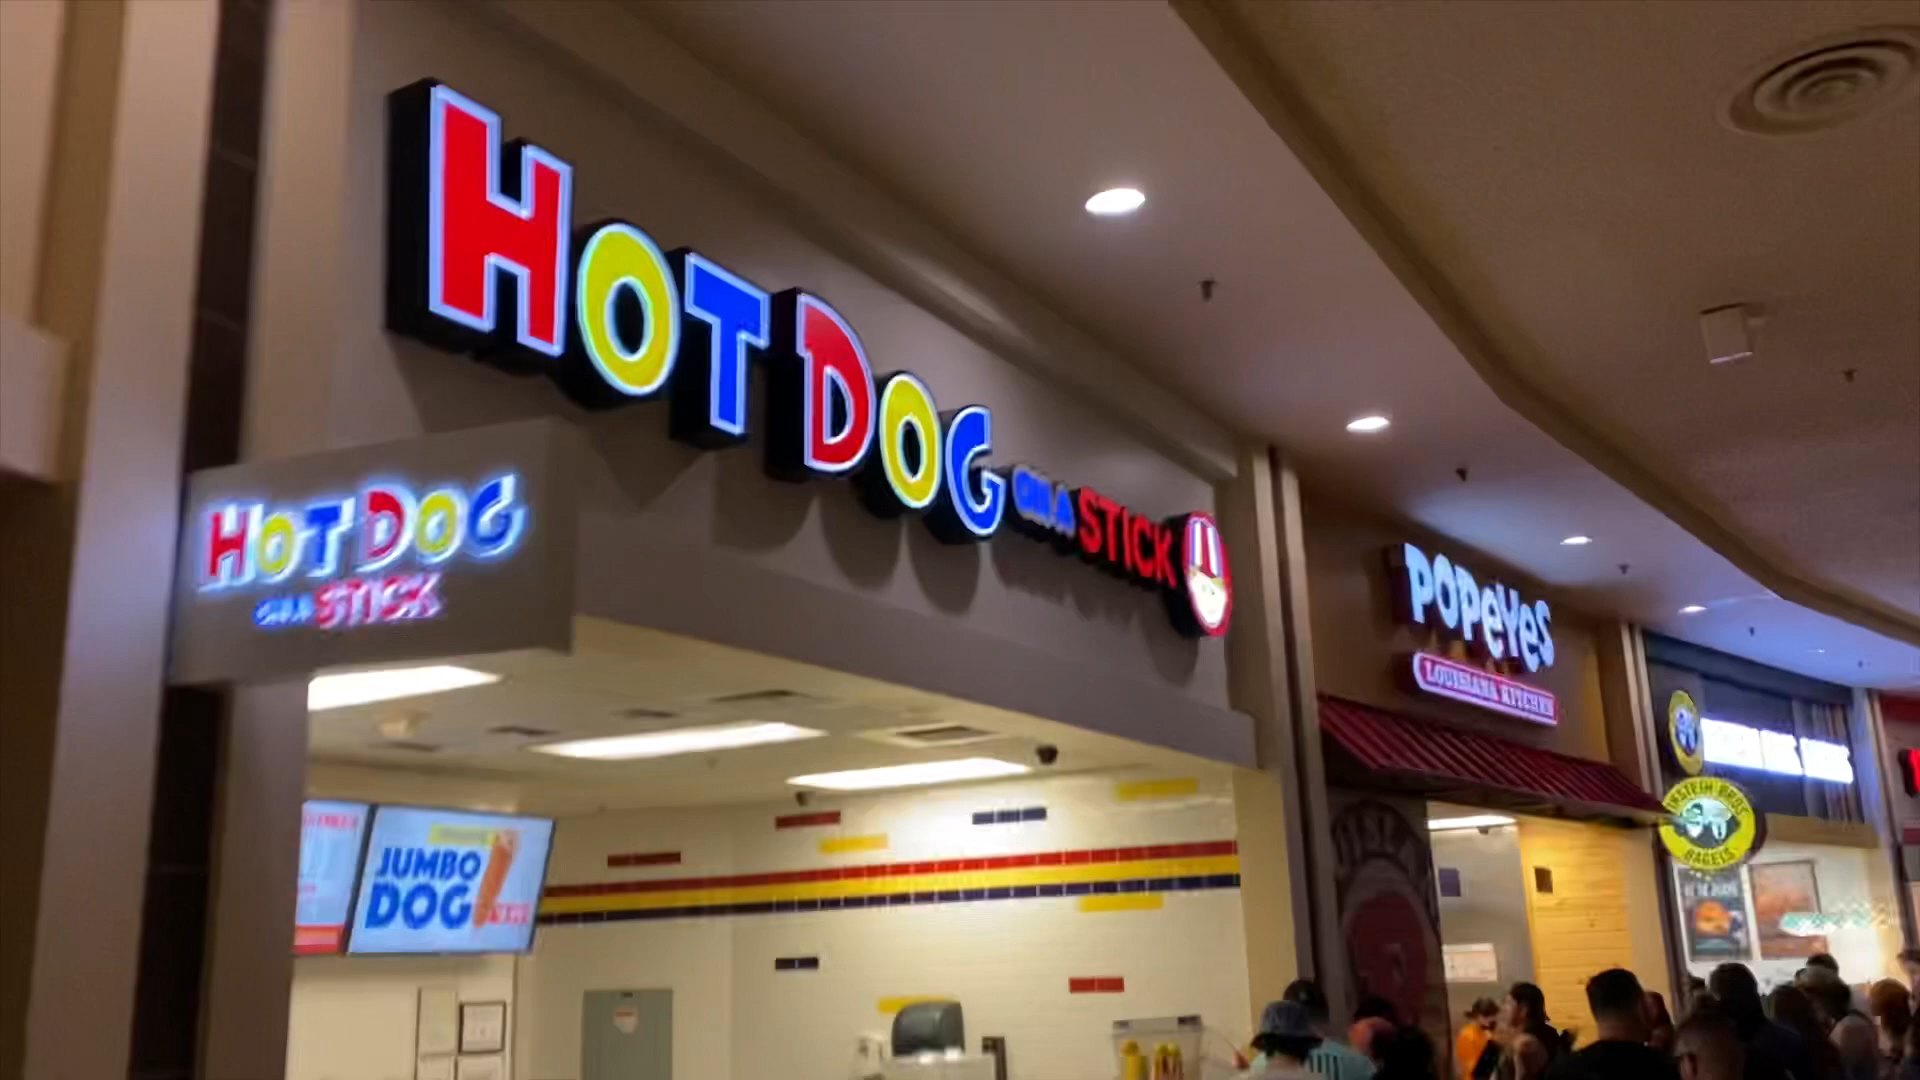 HOT DOG ON A STICK
HOT DOG
ON A STICK
POPEYES
LOUISIANA KITCHEN
JUMBO
DOG
EINSTEIN BROS
BAGELS